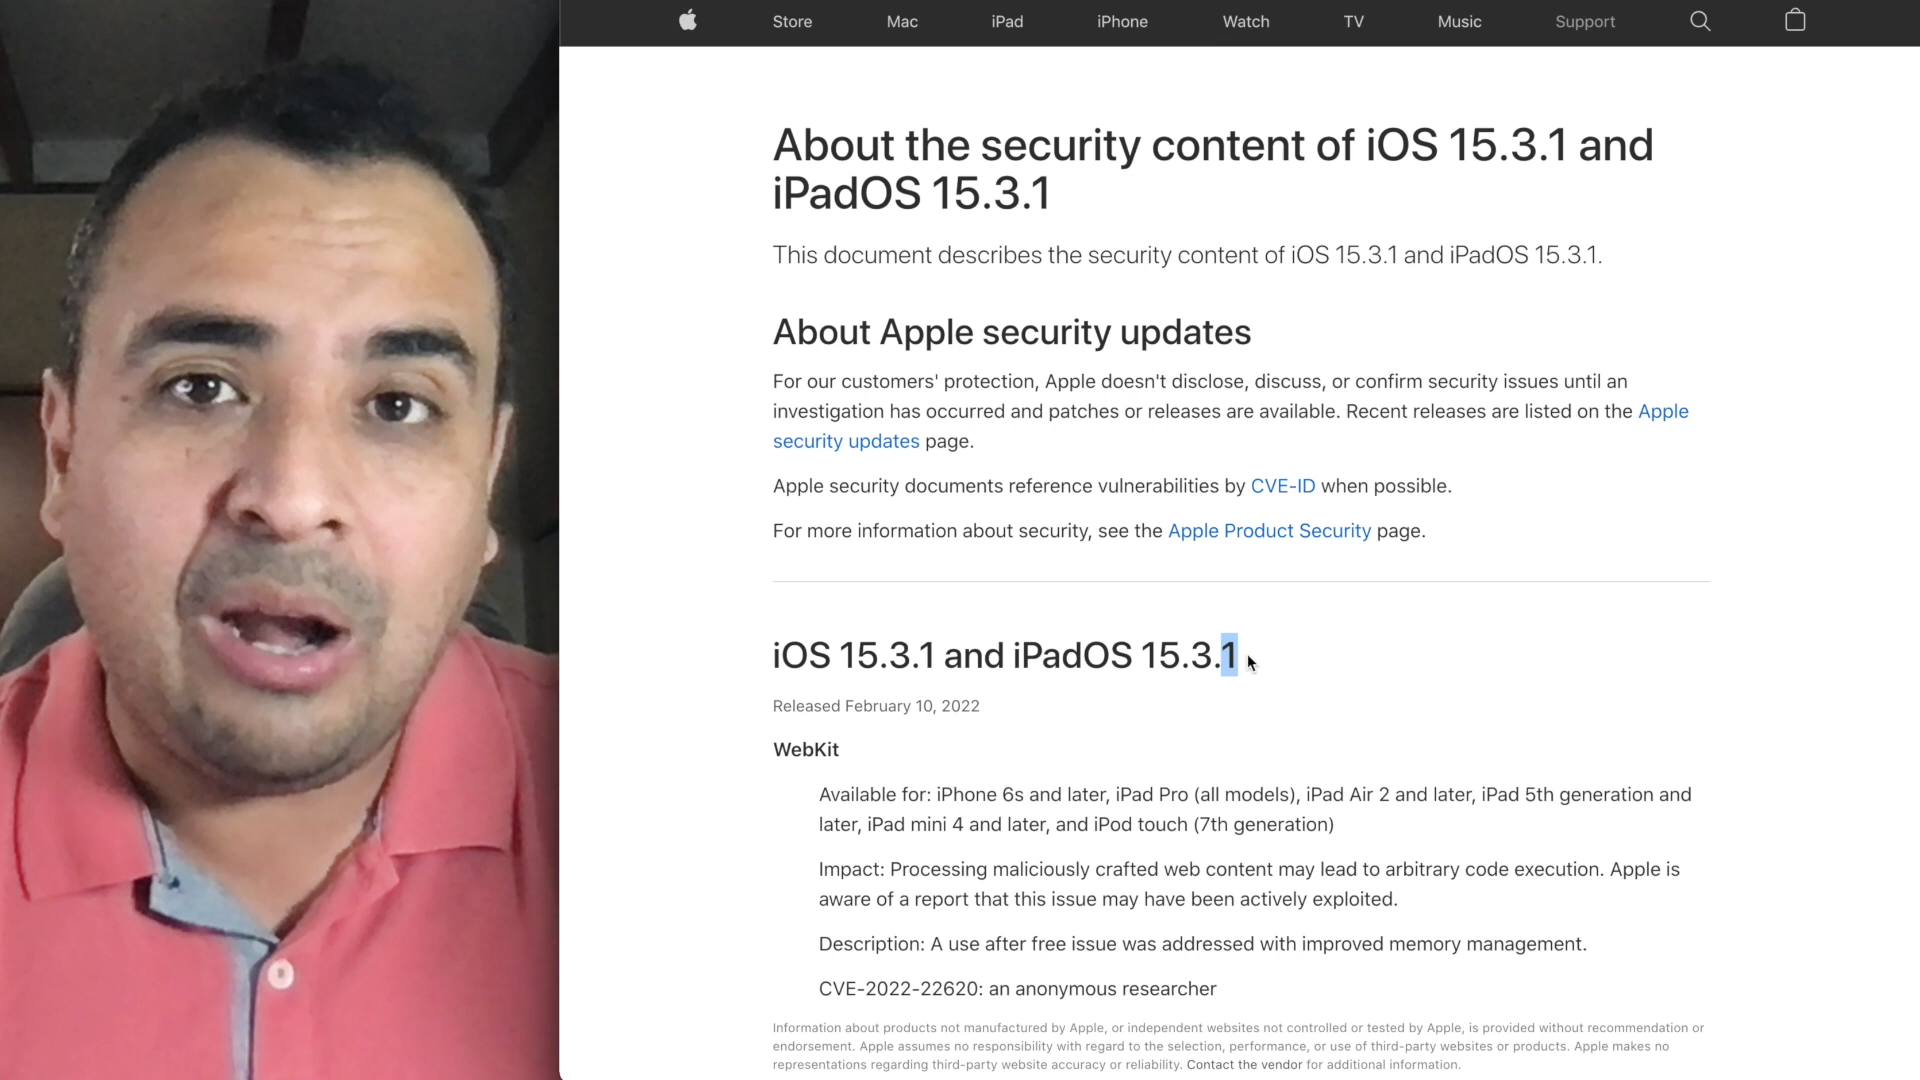 Store Mac iPad iPhone Watch TV Music Support
About the security content of iOS 15.3.1 and
iPadOS 15.3.1
This document describes the security content of iOS 15.3.1 and iPadOS 15.3.1.
About Apple security updates
For our customers' protection, Apple doesn't disclose, discuss, or confirm security issues until an
investigation has occurred and patches or releases are available. Recent releases are listed on the Apple
security updates page.
Apple security documents reference vulnerabilities by CVE-ID when possible.
For more information about security, see the Apple Product Security page.
iOS 15.3.1 and iPadOS 15.3.1
Released February 10, 2022
WebKit
Available for: iPhone 6s and later, iPad Pro (all models), iPad Air 2 and later, iPad 5th generation and
later, iPad mini 4 and later, and iPod touch (7th generation)
Impact: Processing maliciously crafted web content may lead to arbitrary code execution. Apple is
aware of a report that this issue may have been actively exploited.
Description: A use after free issue was addressed with improved memory management.
CVE-2022-22620: an anonymous researcher
Information about products not manufactured by Apple, or independent websites not controlled or tested by Apple, is provided without recommendation or
endorsement. Apple assumes no responsibility with regard to the selection, performance, or use of third-party websites or products. Apple makes no
representations regarding third-party website accuracy or reliability. Contact the vendor for additional information.